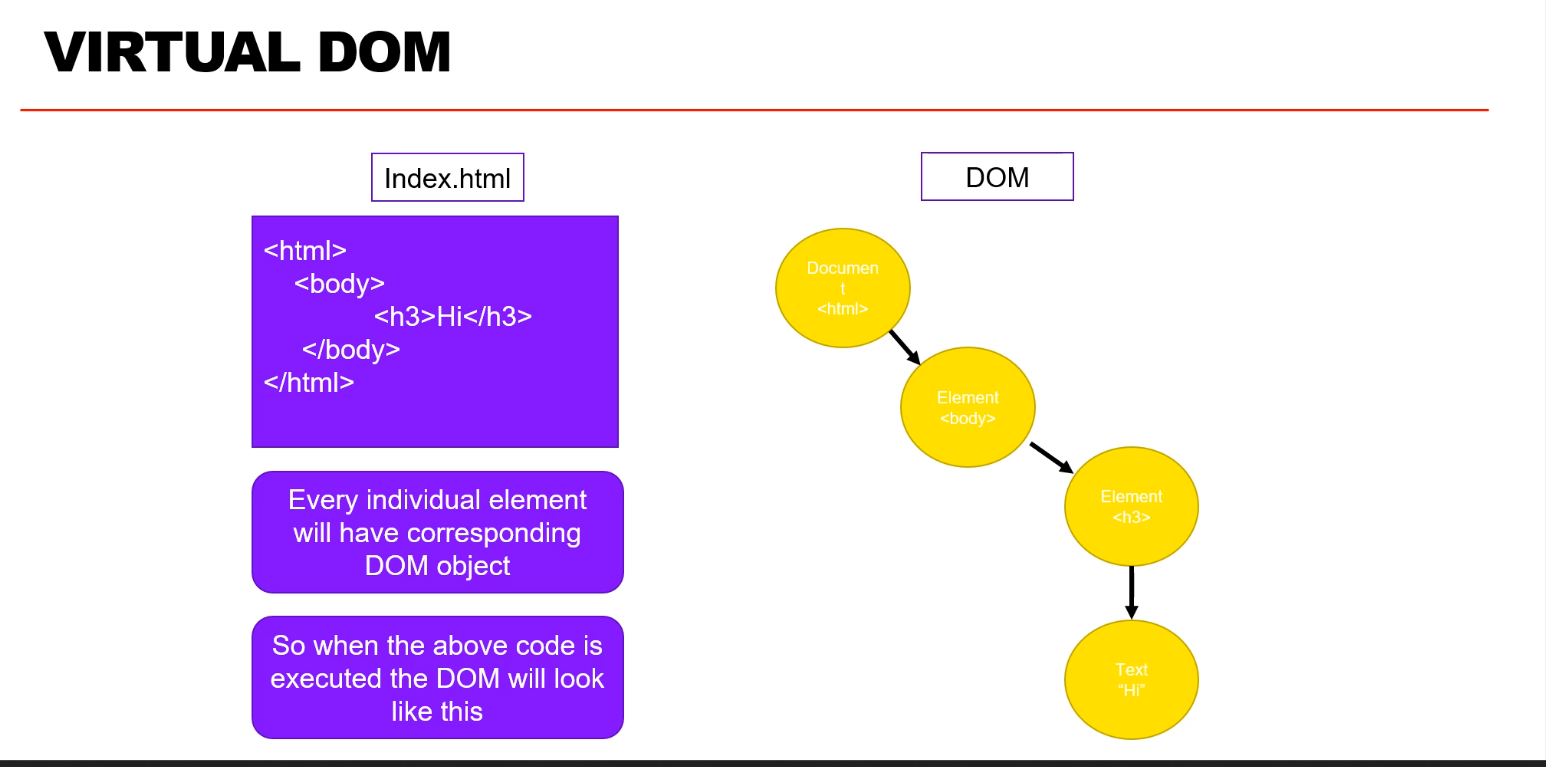 VIRTUAL DOM
Index.html
<html>
<body>
<h3>Hi</h3>
</body>
</html>
Every individual element
will have corresponding
DOM object
So when the above code is
executed the DOM will look
like this
DOM
Documen
t
<html>
Element
<body>
Element
<h3>
Text
“Hi”